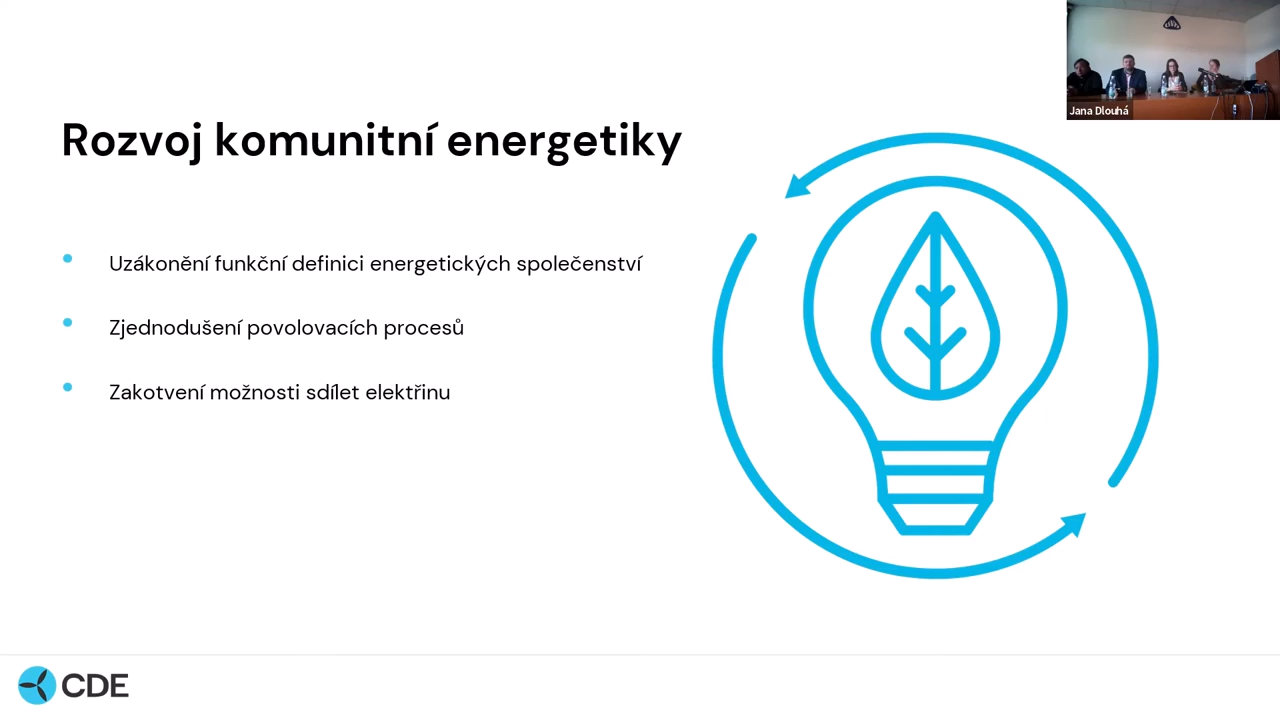 Jana Dlouhá
Rozvoj komunitní energetiky
Uzákonění funkční definici energetických společenství
Zjednodušení povolovacích procesů
Zakotvení možnosti sdílet elektřinu
CDE